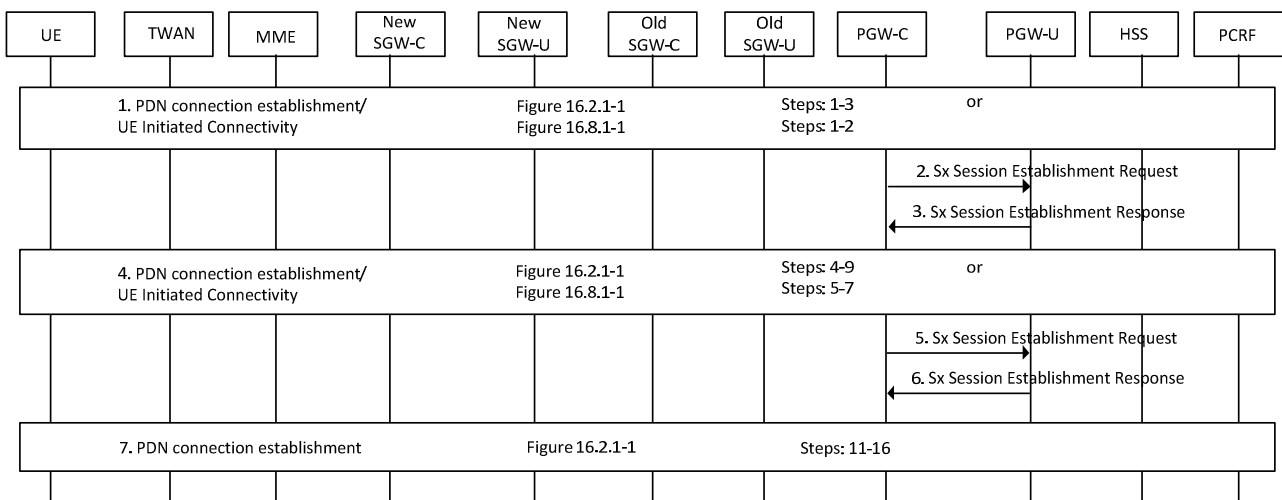 UE
TWAN
MME
New
SGW-C
New
SGW-U
Old
SGW-C
Old
SGW-U
PGW-C
PGW-U
HSS
PCRF
1. PDN connection establishment/ Figure 16.2.1-1 Steps: 1-3 or
UE Initiated Connectivity Figure 16.8.1-1 Steps: 1-2
2. Sx Session Establishment Request
3. Sx Session Establishment Response
4. PDN connection establishment/ Figure 16.2.1-1 Steps: 4-9 or
UE Initiated Connectivity Figure 16.8.1-1 Steps: 5-7
5. Sx Session Establishment Request
6. Sx Session Establishment Response
7. PDN connection establishment Figure 16.2.1-1 Steps: 11-16